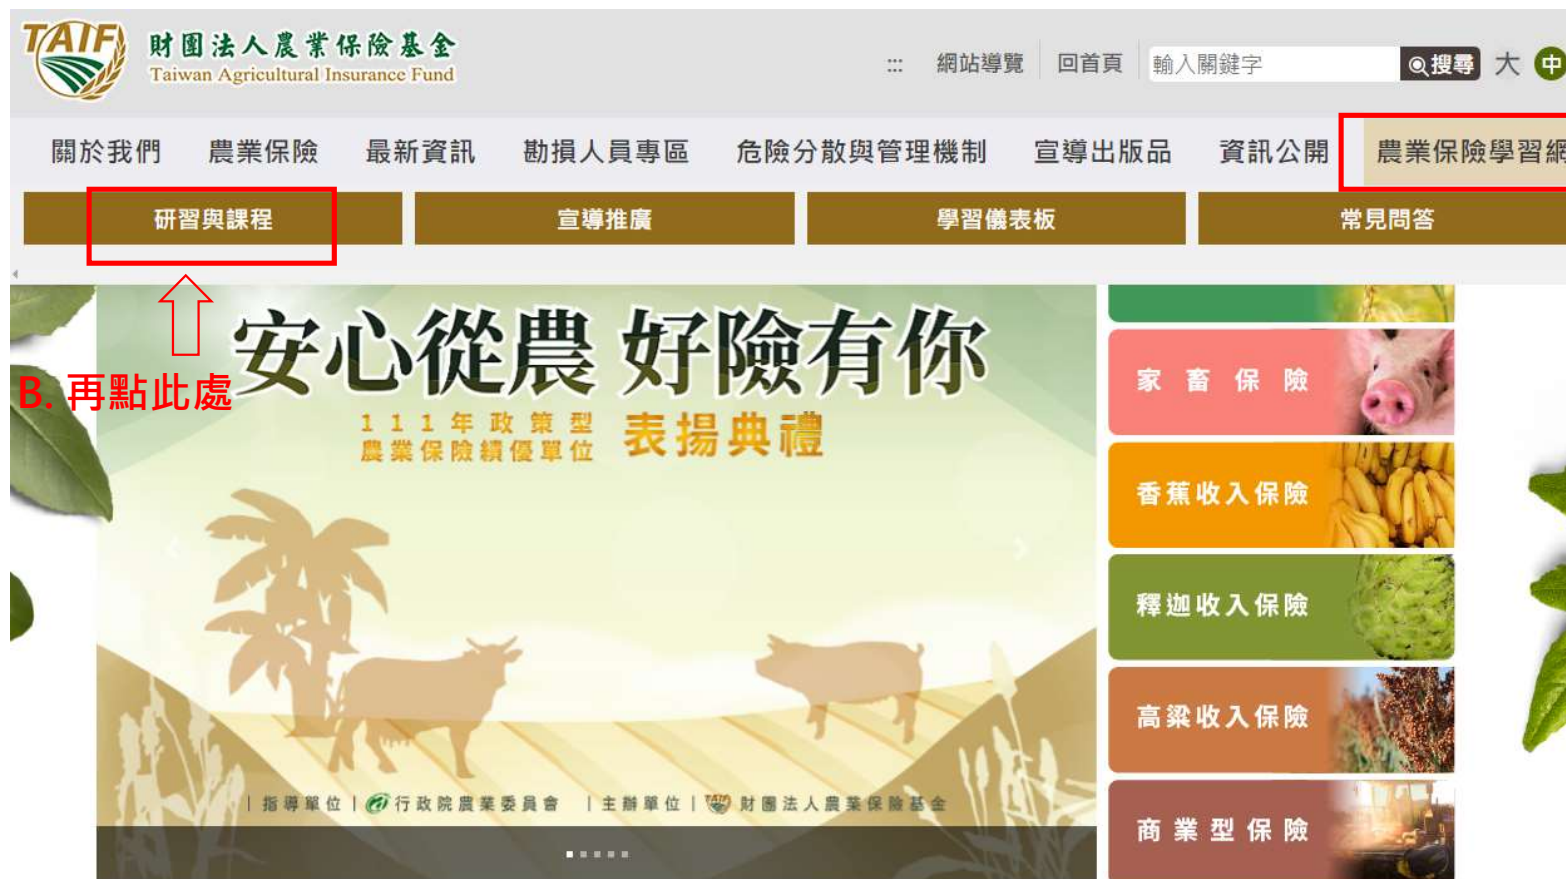 TAIF
財團法人農業保險基金
Taiwan Agricultural Insurance Fund
:::
網站導覽
回首頁
輸入關鍵字
搜尋
大
中
關於我們
農業保險
最新資訊
勘損人員專區
危險分散與管理機制
宣導出版品
資訊公開
農業保險學習網
研習與課程
宣導推廣
學習儀表板
常見問答
B. 再點此處
安心從農 好險有你
111年政策型
農業保險績優單位
表揚典禮
家畜保險
香蕉收入保險
釋迦收入保險
高粱收入保險
商業型保險
|指導單位|行政院農業委員會 |主辦單位|財團法人農業保險基金